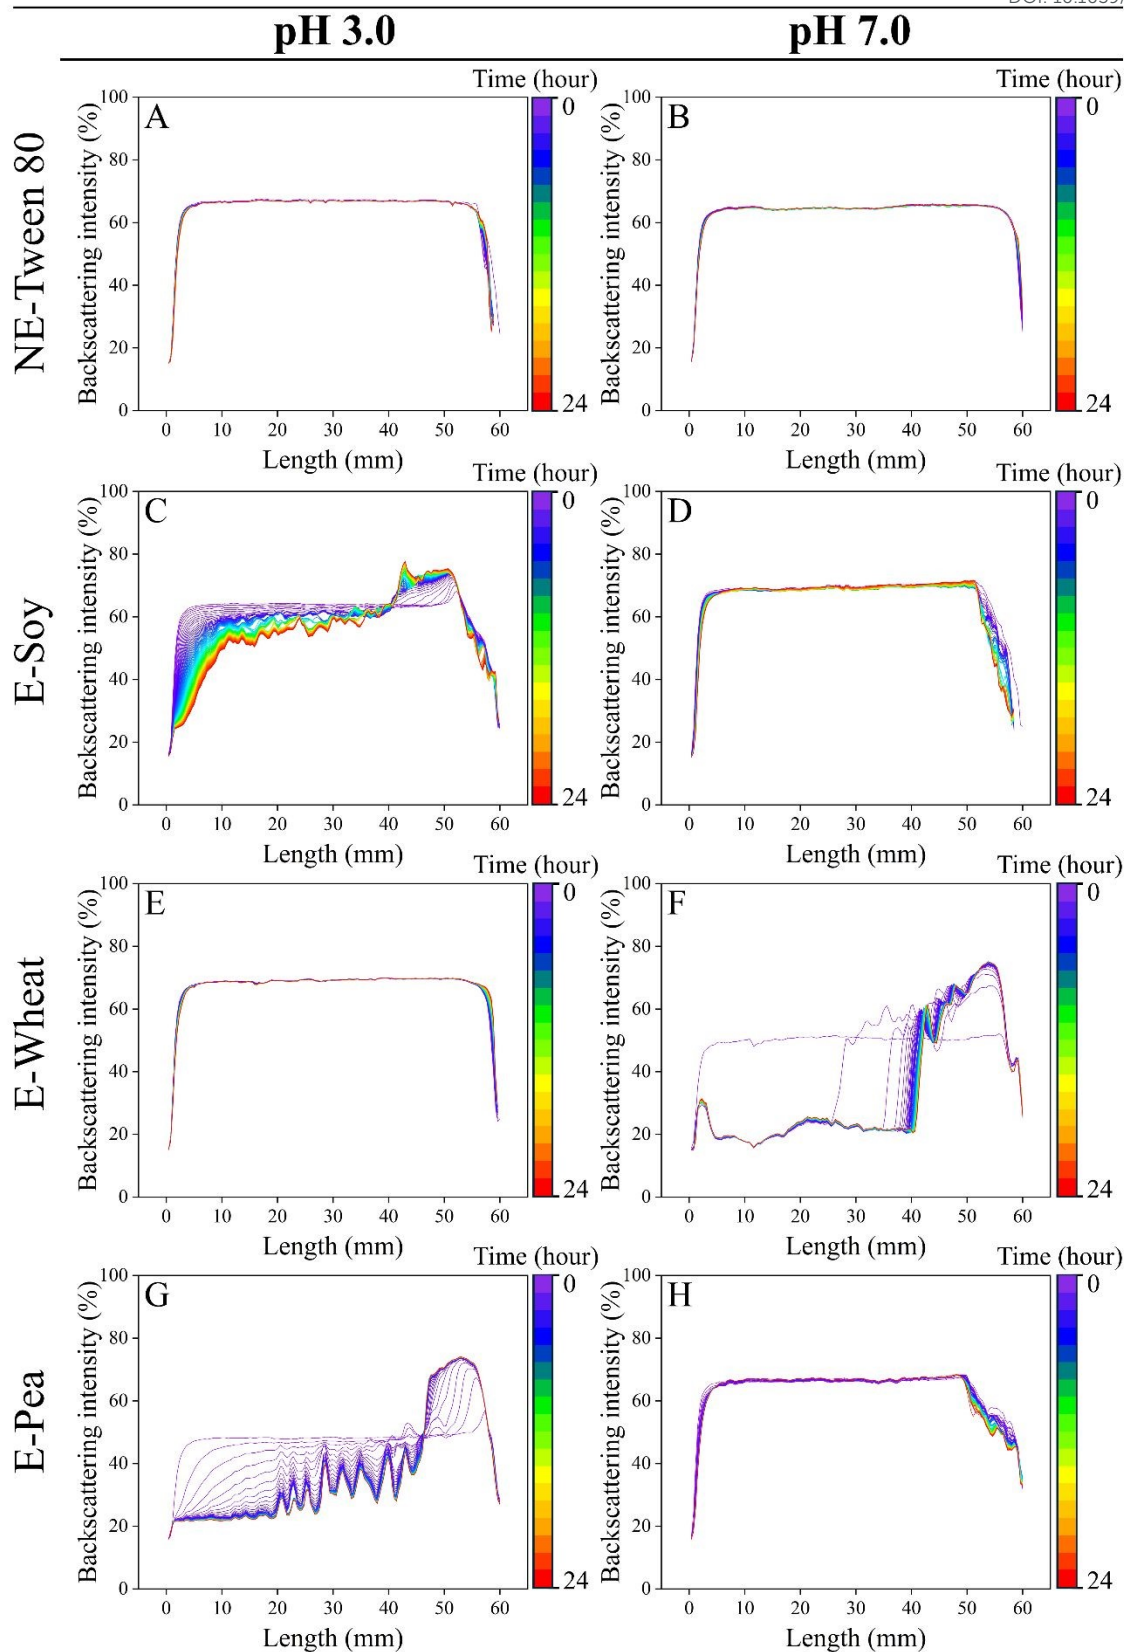 pH 3.0 pH 7.0
NE-Tween 80
Time (hour) Time (hour)
A B
Backscattering intensity (%) Backscattering intensity (%)
100 80 60 40 20 0 100 80 60 40 20 0
0 24 0 24
0 10 20 30 40 50 60 0 10 20 30 40 50 60
Length (mm) Length (mm)
E-Soy
Time (hour) Time (hour)
C D
Backscattering intensity (%) Backscattering intensity (%)
100 80 60 40 20 0 100 80 60 40 20 0
0 24 0 24
0 10 20 30 40 50 60 0 10 20 30 40 50 60
Length (mm) Length (mm)
E-Wheat
Time (hour) Time (hour)
E F
Backscattering intensity (%) Backscattering intensity (%)
100 80 60 40 20 0 100 80 60 40 20 0
0 24 0 24
0 10 20 30 40 50 60 0 10 20 30 40 50 60
Length (mm) Length (mm)
E-Pea
Time (hour) Time (hour)
G H
Backscattering intensity (%) Backscattering intensity (%)
100 80 60 40 20 0 100 80 60 40 20 0
0 24 0 24
0 10 20 30 40 50 60 0 10 20 30 40 50 60
Length (mm) Length (mm)